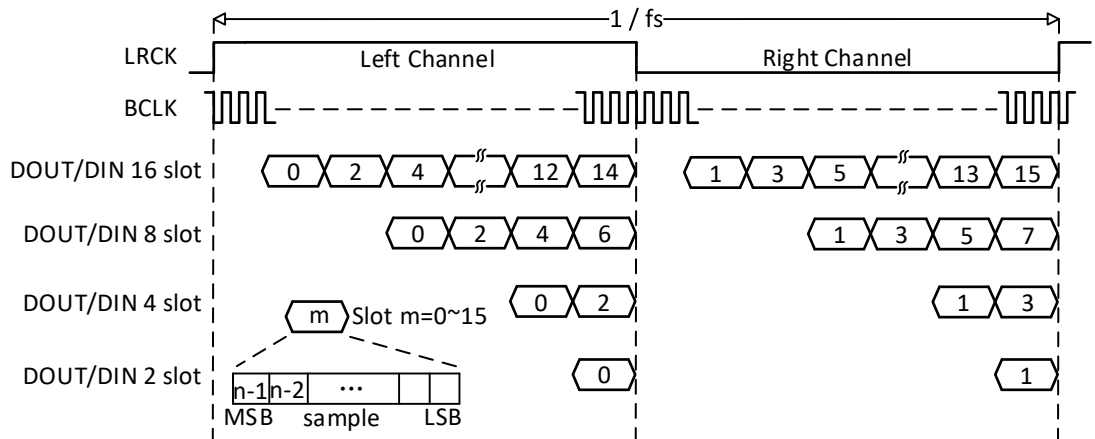 1 / fs
LRCK Left Channel Right Channel
BCLK
DOUT/DIN 16 slot 0 2 4 12 14 1 3 5 13 15
DOUT/DIN 8 slot 0 2 4 6 1 3 5 7
DOUT/DIN 4 slot 0 2 1 3
m Slot m=0~15
DOUT/DIN 2 slot 0 1
n-1 n-2 ...
MSB sample LSB